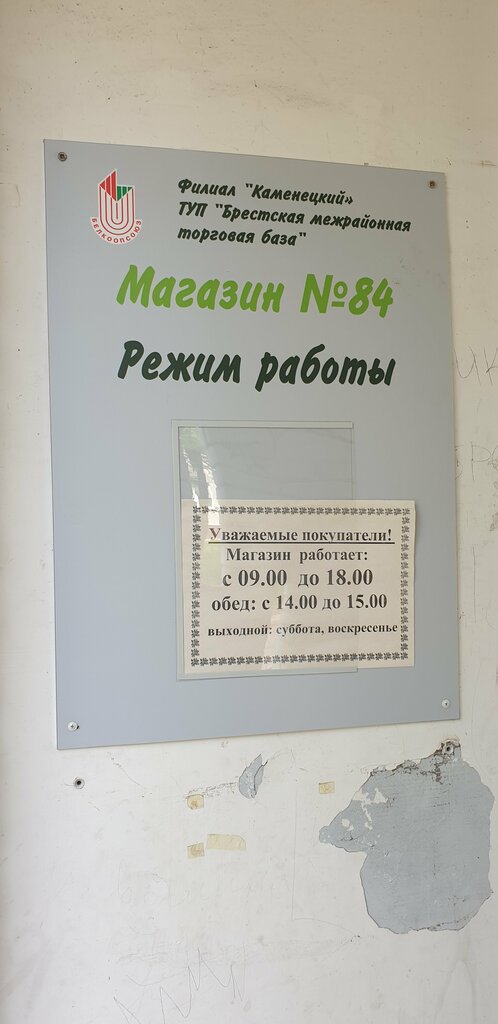 БЕЛКООПСОЮЗ
Филиал "Каменецкий»
ТУП "Брестская межрайонная
торговая база"
Магазин №84
Режим работы
Уважаемые покупатели!
Магазин работает:
с 09.00 до 18.00
обед: с 14.00 до 15.00
выходной: суббота, воскресенье